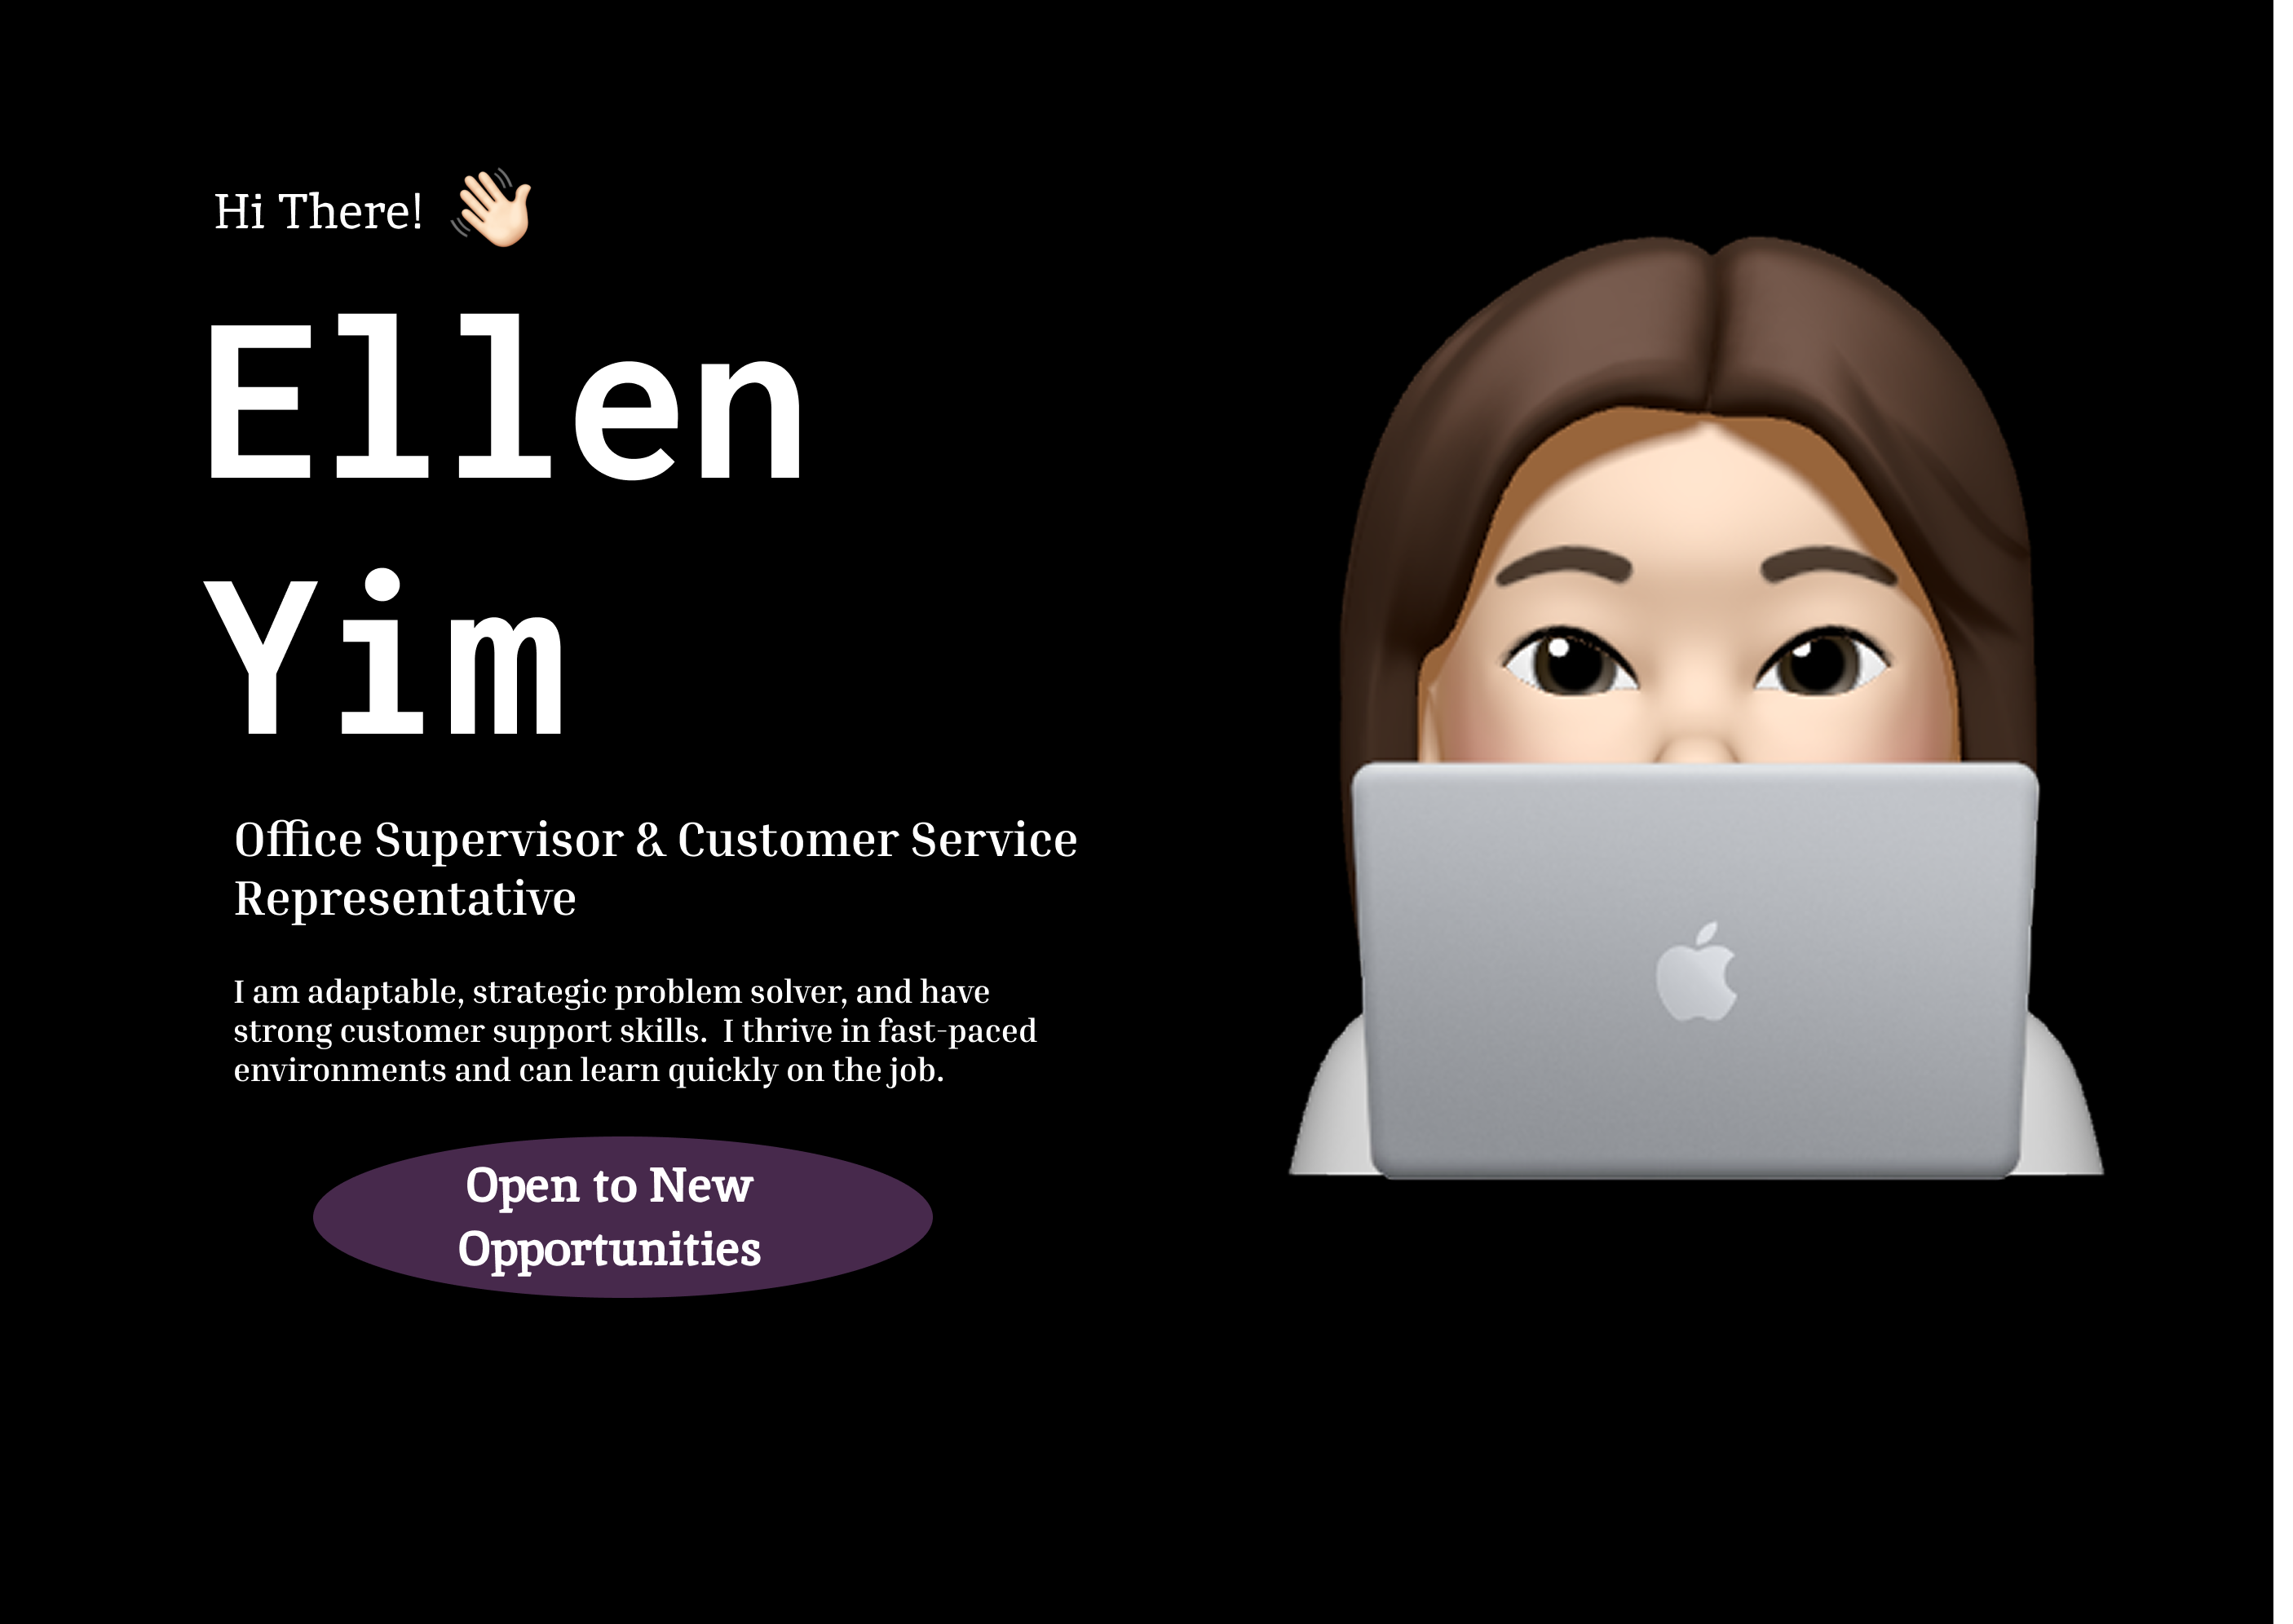 Hi There!
Ellen
Yim
Office Supervisor & Customer Service
Representative
I am adaptable, strategic problem solver, and have
strong customer support skills.  I thrive in fast-paced
environments and can learn quickly on the job.
Open to New
Opportunities